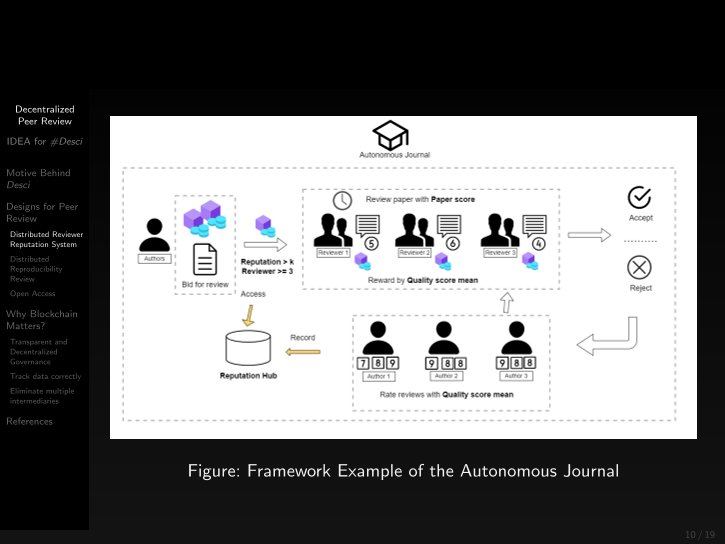 Decentralized
Peer Review
IDEA for #Desci
Motive Behind
Desci
Designs for Peer
Review
Distributed Reviewer
Reputation System
Distributed
Reproducibility
Review
Open Access
Why Blockchain
Matters?
Transparent and
Decentralized
Governance
Track data correctly
Eliminate multiple
intermediaries
References
Autonomous Journal
Authors
Bid for review
Reputation > k
Reviewer >= 3
Review paper with Paper score
5
6
4
Reviewer 1
Reviewer 2
Reviewer 3
Reward by Quality score mean
Accept
Reject
Access
Reputation Hub
Record
7 8 9
9 8 8
9 8 8
Author 1
Author 2
Author 3
Rate reviews with Quality score mean
Figure: Framework Example of the Autonomous Journal
10 / 19